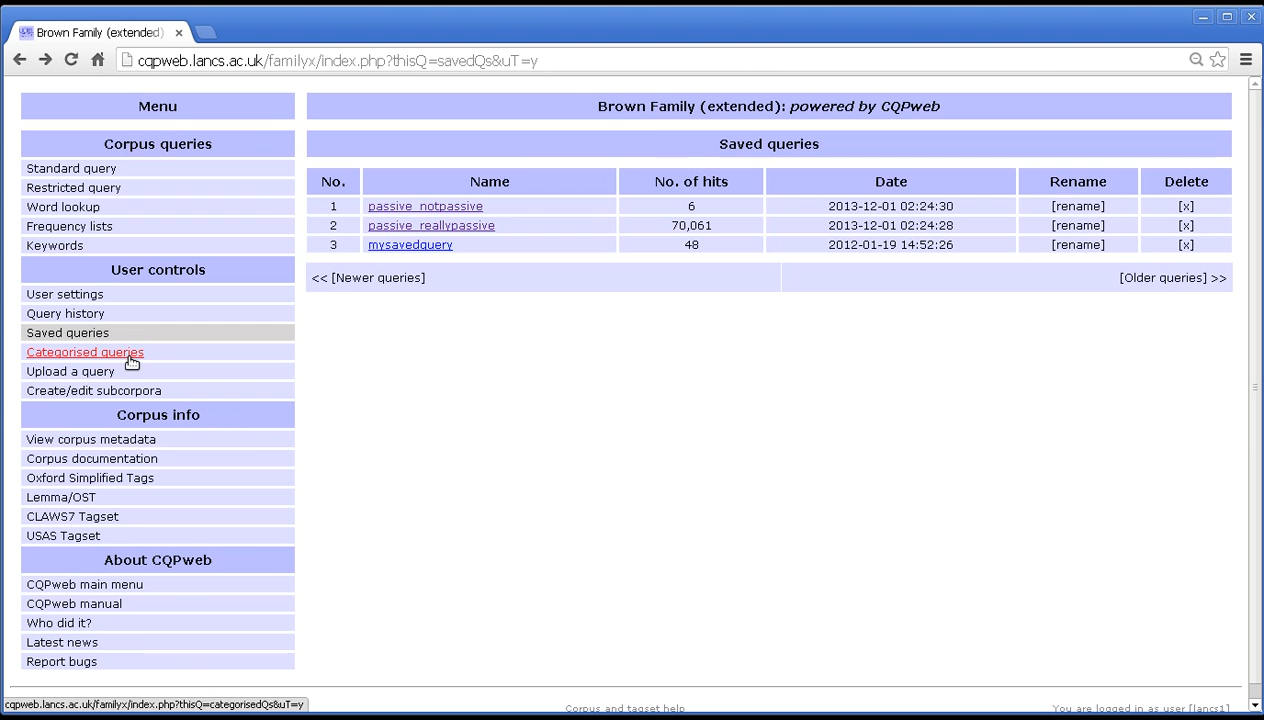 Brown Family (extended)
cqpweb.lancs.ac.uk/familyx/index.php?thisQ=savedQs&uT=y
Menu
Corpus queries
Standard query
Restricted query
Word lookup
Frequency lists
Keywords
User controls
User settings
Query history
Saved queries
Categorised queries
Upload a query
Create/edit subcorpora
Corpus info
View corpus metadata
Corpus documentation
Oxford Simplified Tags
Lemma/OST
CLAWS7 Tagset
USAS Tagset
About CQPweb
CQPweb main menu
CQPweb manual
Who did it?
Latest news
Report bugs
Brown Family (extended): powered by CQPweb
Saved queries
No. Name No. of hits Date Rename Delete
1 passive_notpassive 6 2013-12-01 02:24:30 [rename] [x]
2 passive_reallypassive 70,061 2013-12-01 02:24:28 [rename] [x]
3 mysavedquery 48 2012-01-19 14:52:26 [rename] [x]
<< [Newer queries] [Older queries] >>
cqpweb.lancs.ac.uk/familyx/index.php?thisQ=categorisedQs&uT=y
Corpus and tagset help
You are logged in as user [lancs1]